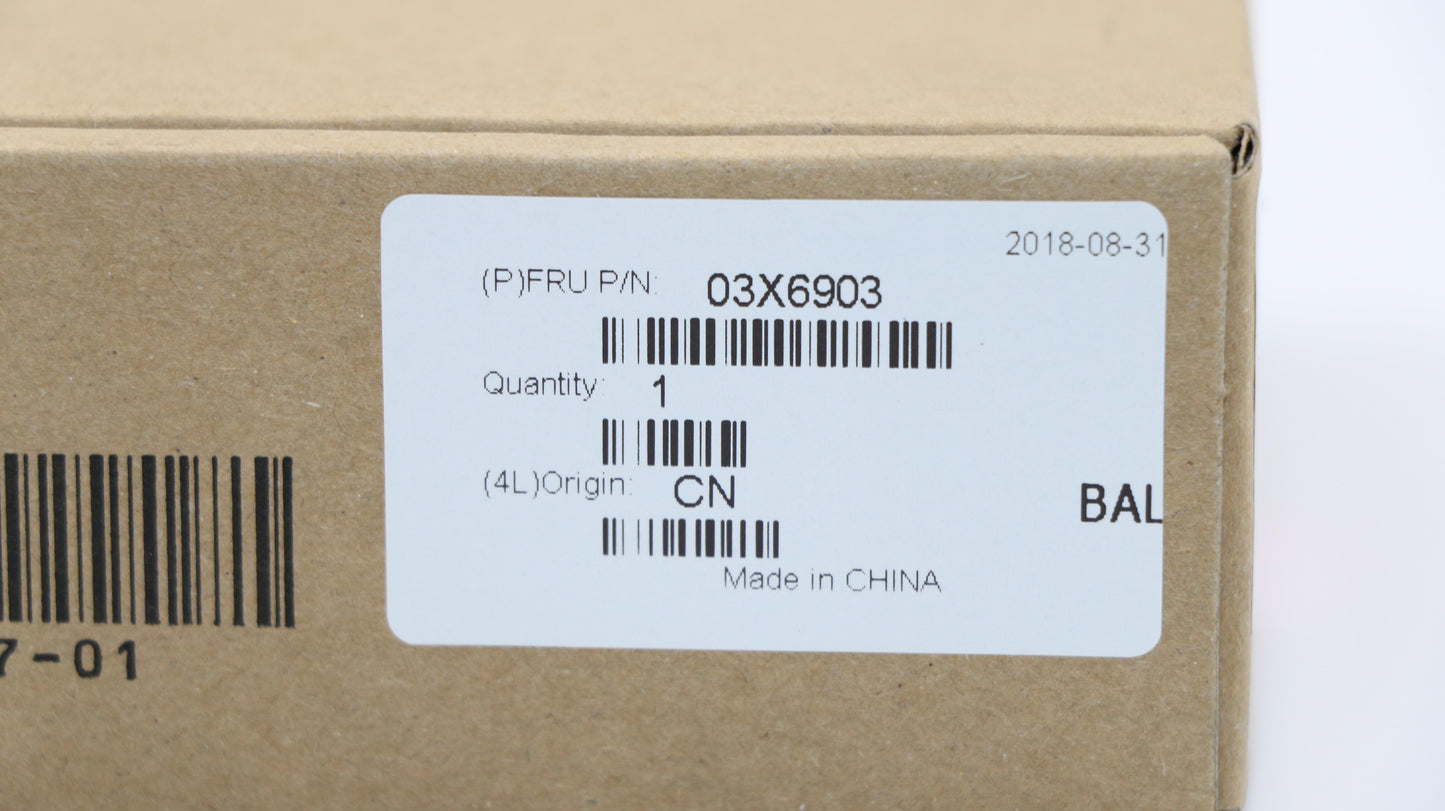 2018-08-31
(P)FRU P/N: 03X6903
Quantity: 1
(4L)Origin: CN
BAL
Made in CHINA
7-01